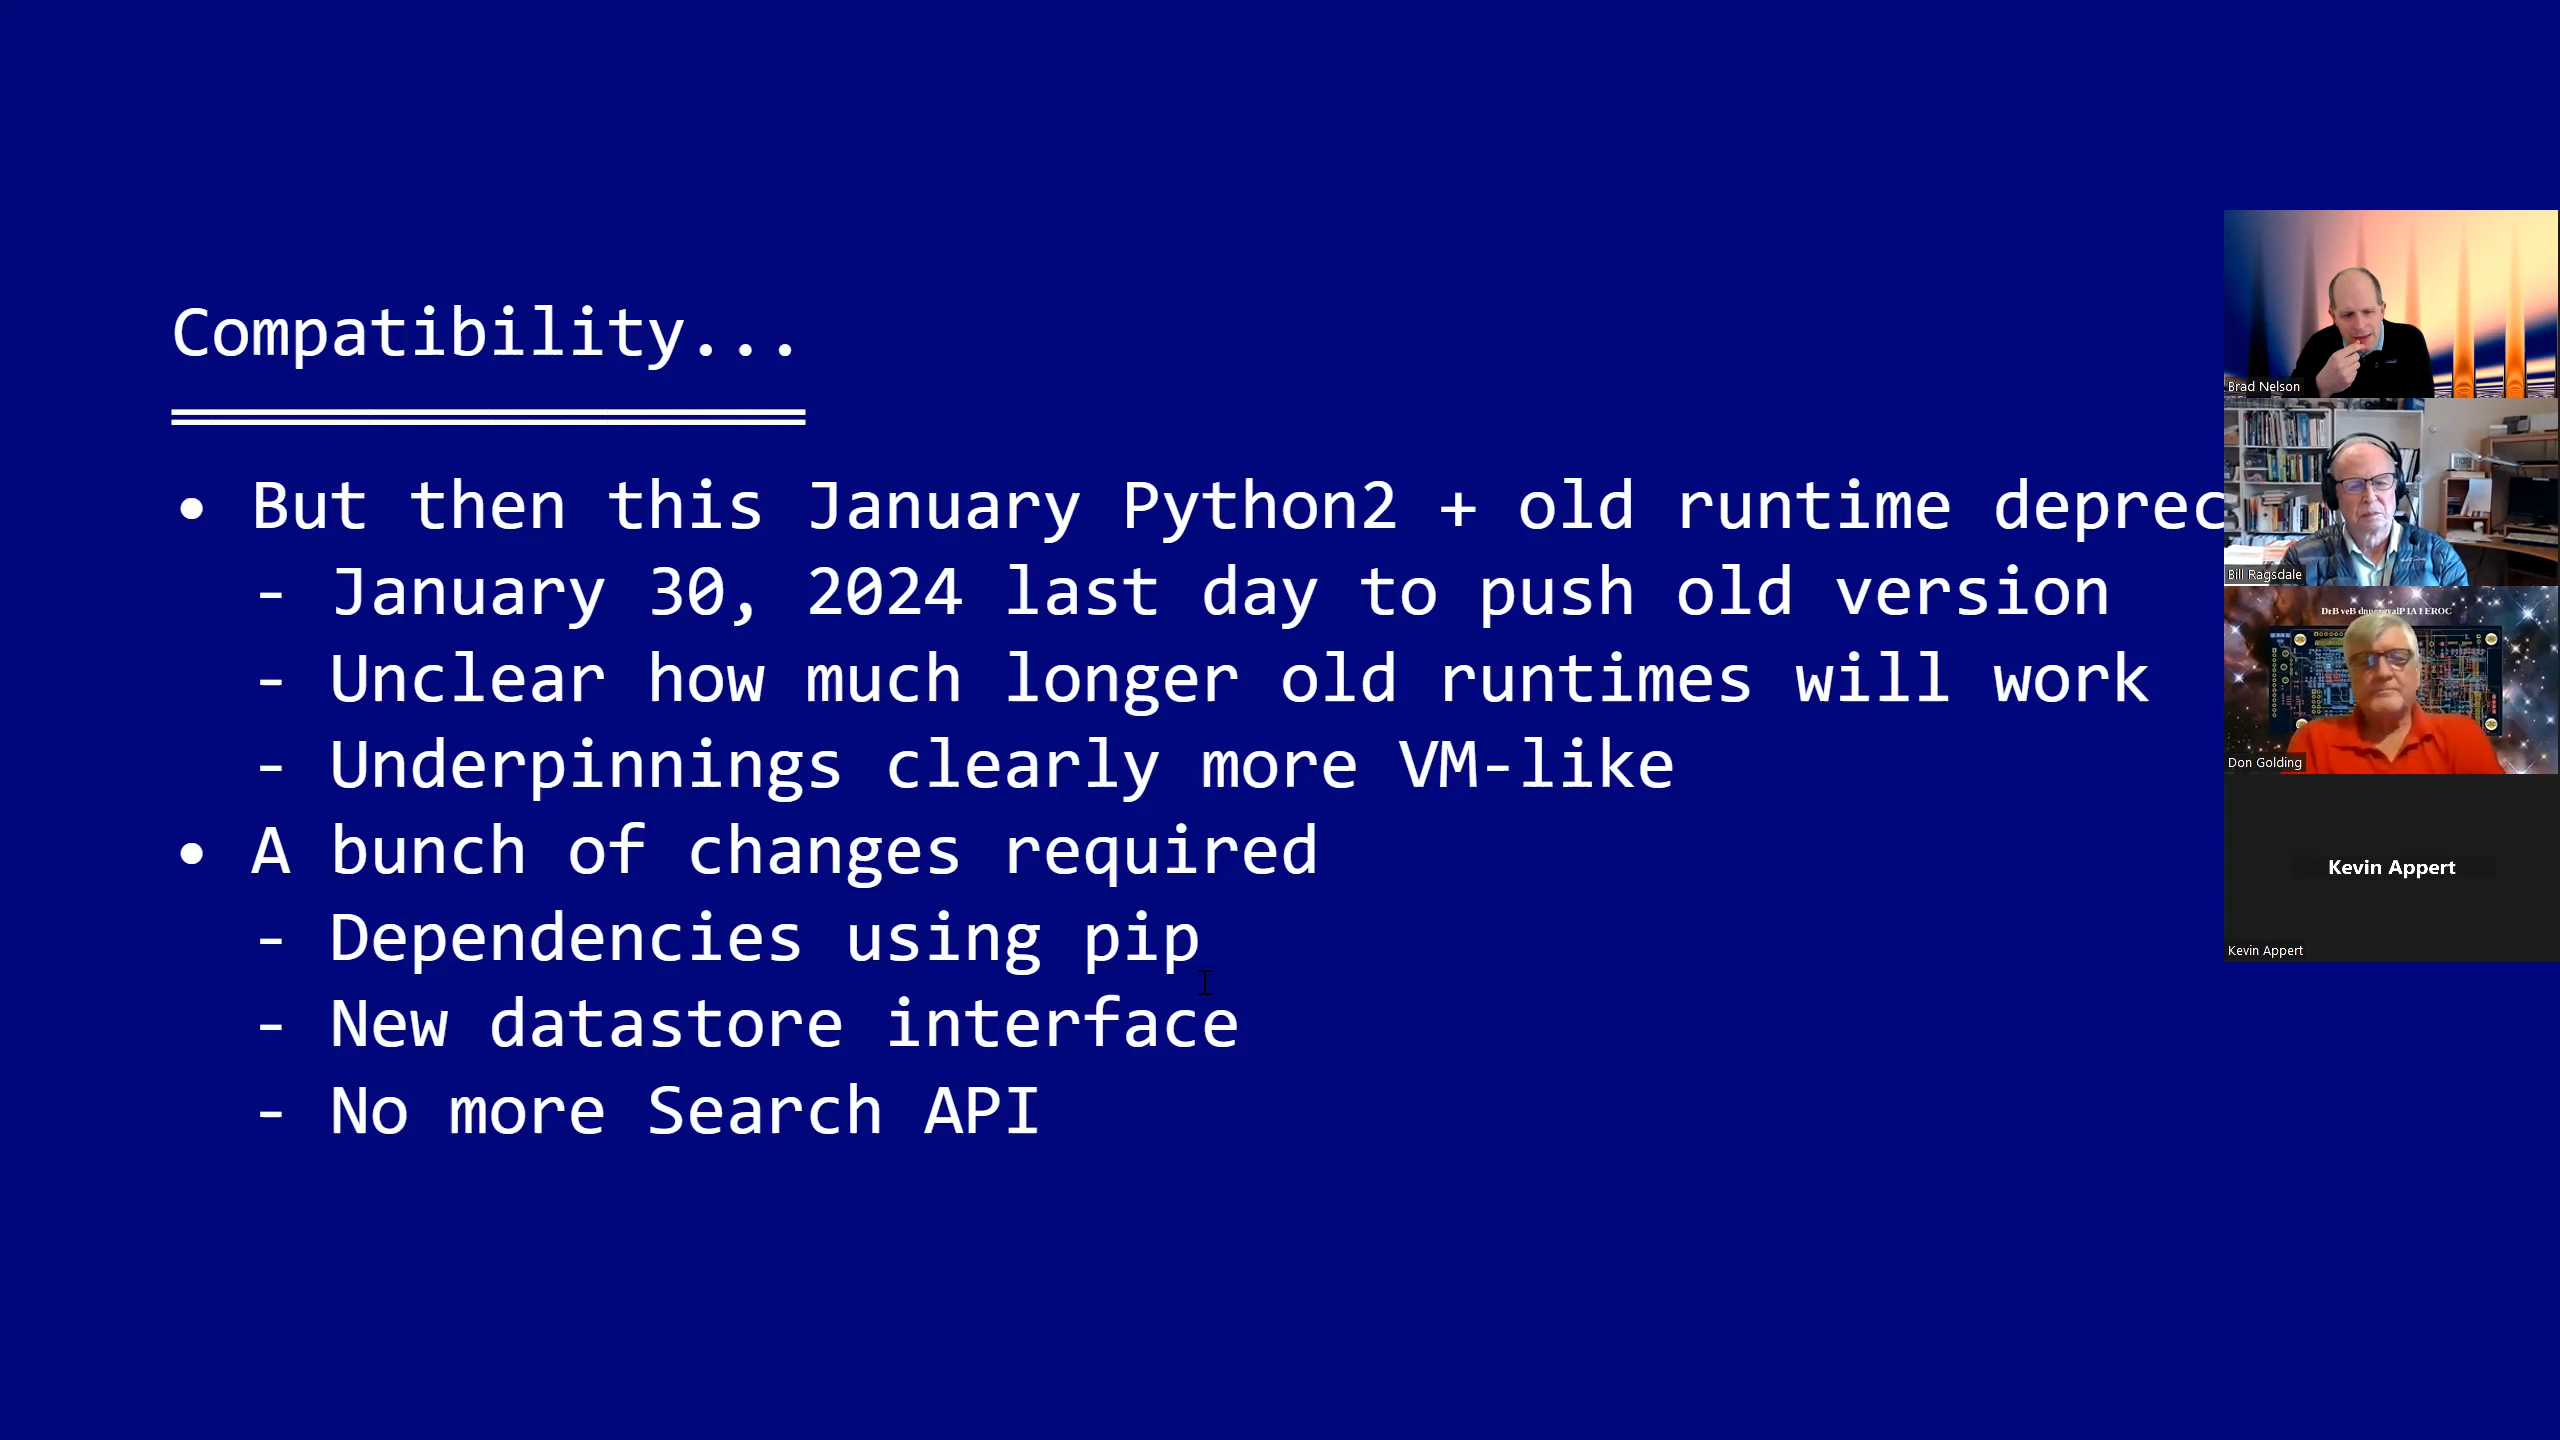 Compatibility...
• But then this January Python2 + old runtime deprec
- January 30, 2024 last day to push old version
- Unclear how much longer old runtimes will work
- Underpinnings clearly more VM-like
• A bunch of changes required
- Dependencies using pip
- New datastore interface
- No more Search API
Brad Nelson
Bill Ragsdale
Don Golding
Kevin Appert
Kevin Appert